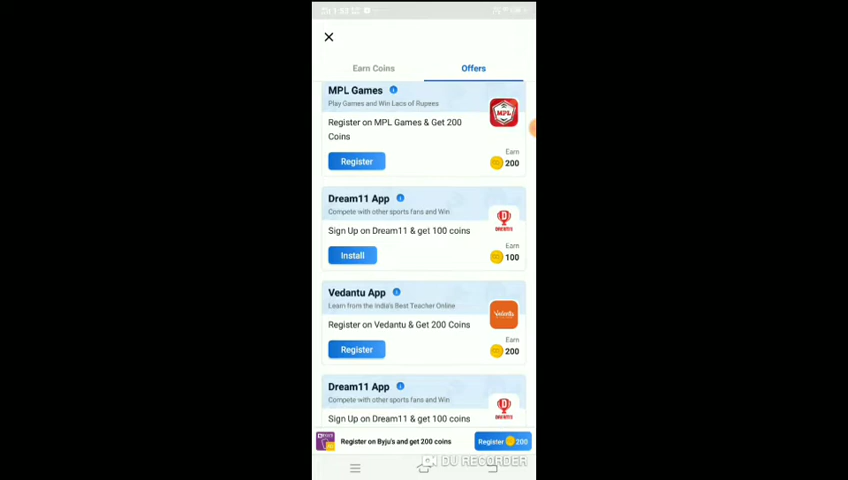 Earn Coins
Offers
MPL Games
Play Games and Win Lacs of Rupees
Register on MPL Games & Get 200
Coins
MPL
Register
Earn
200
Dream11 App
Compete with other sports fans and Win
Sign Up on Dream11 & get 100 coins
DREAM11
Install
Earn
100
Vedantu App
Learn from the India's Best Teacher Online
Register on Vedantu & Get 200 Coins
Vedantu
Register
Earn
200
Dream11 App
Compete with other sports fans and Win
Sign Up on Dream11 & get 100 coins
DREAM11
Register on Byju's and get 200 coins
Register 200
DU RECORDER